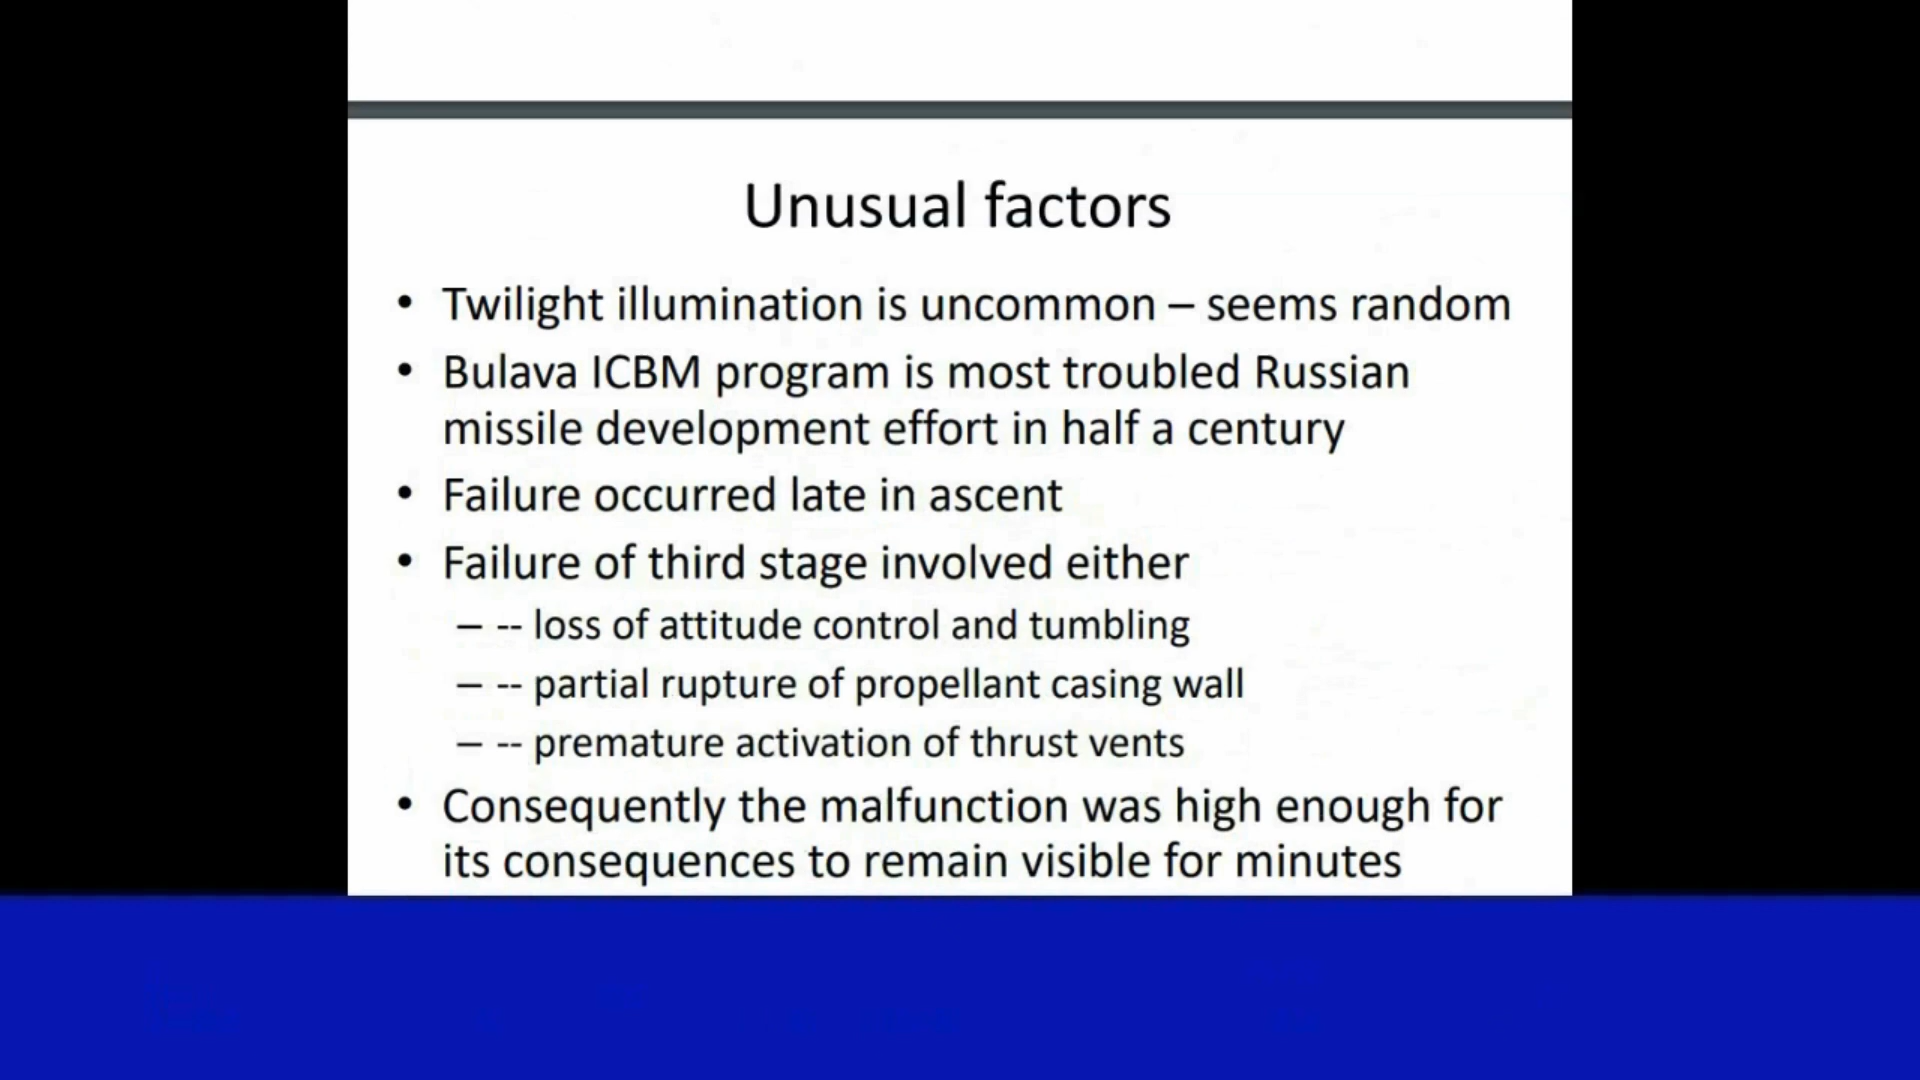 Unusual factors
• Twilight illumination is uncommon – seems random
• Bulava ICBM program is most troubled Russian
missile development effort in half a century
• Failure occurred late in ascent
• Failure of third stage involved either
– -- loss of attitude control and tumbling
– -- partial rupture of propellant casing wall
– -- premature activation of thrust vents
• Consequently the malfunction was high enough for
its consequences to remain visible for minutes